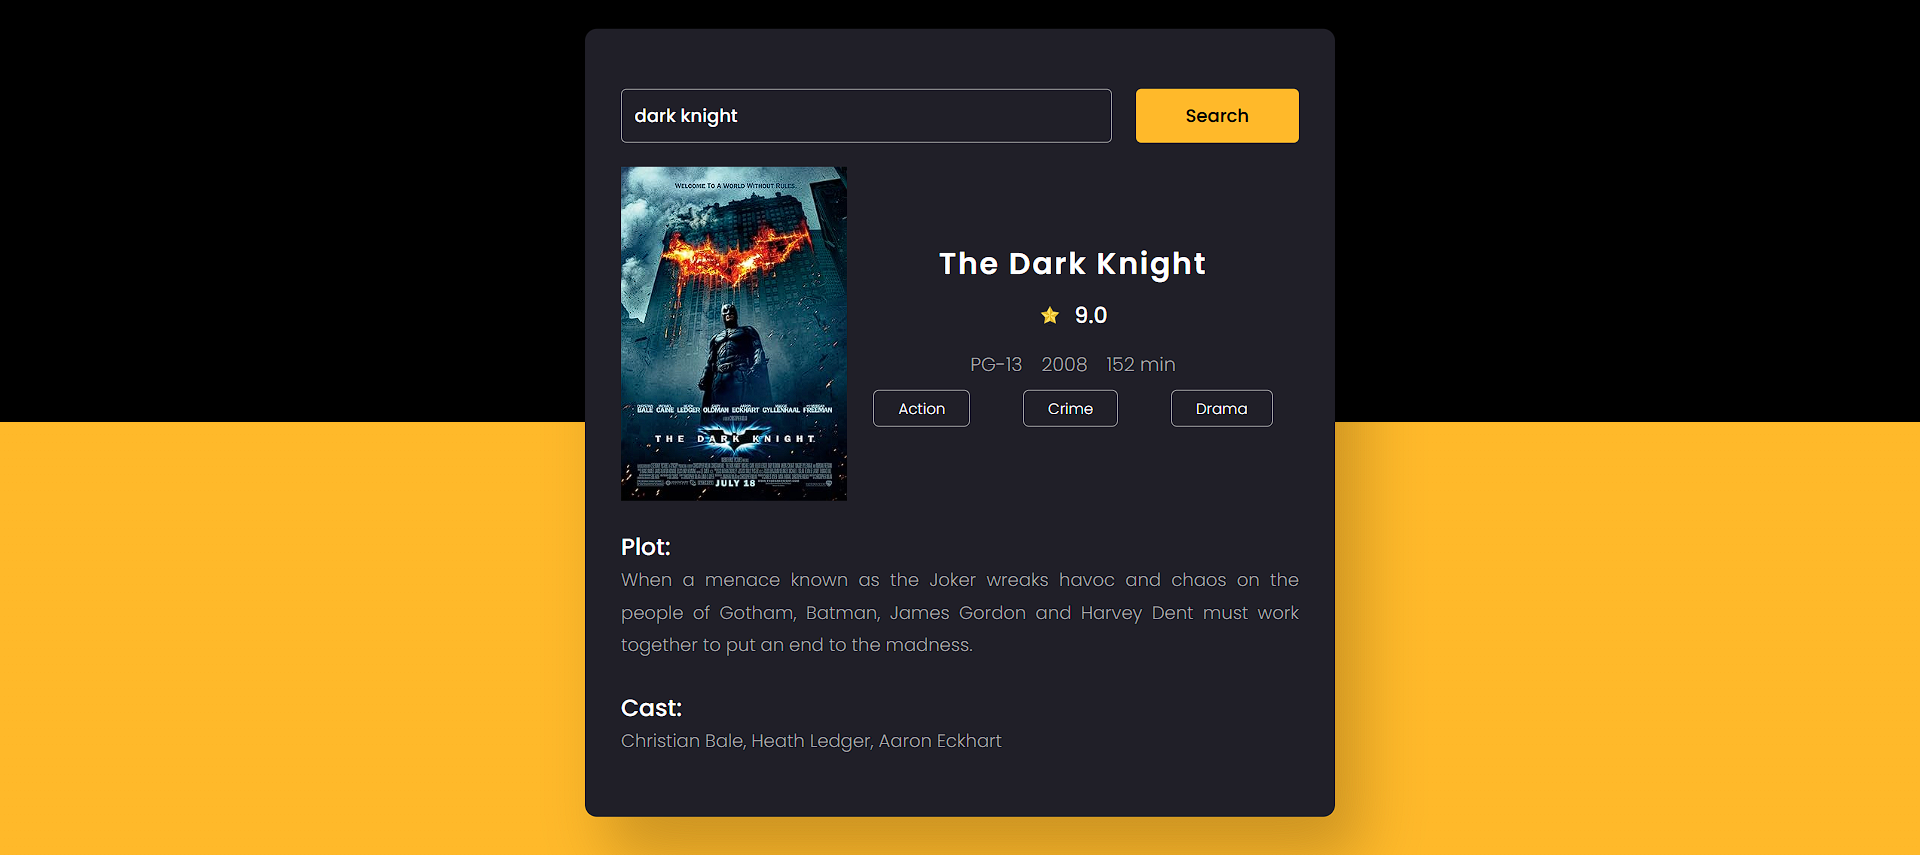 dark knight
Search
WELCOME TO A WORLD WITHOUT RULES.
The Dark Knight
9.0
PG-13 2008 152 min
Action Crime Drama
BALE CAINE LEDGER OLDMAN ECKHART GYLLENHAAL FREEMAN
THE DARK KNIGHT
JULY 18
Plot:
When a menace known as the Joker wreaks havoc and chaos on the
people of Gotham, Batman, James Gordon and Harvey Dent must work
together to put an end to the madness.
Cast:
Christian Bale, Heath Ledger, Aaron Eckhart